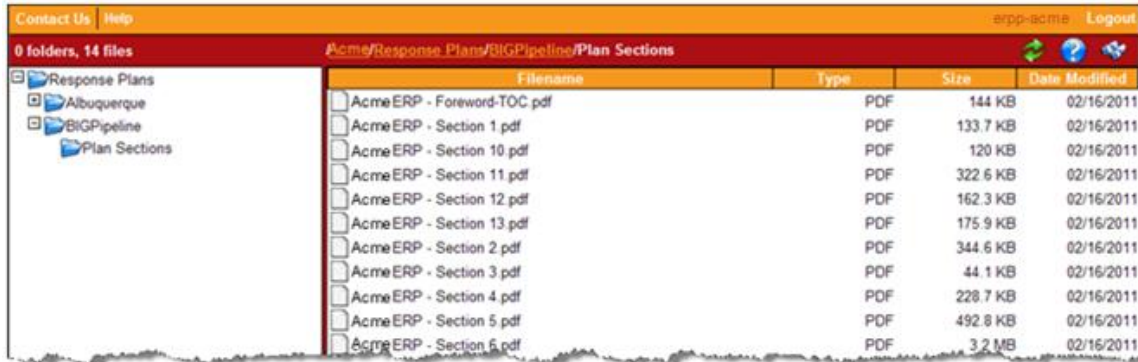 Contact Us Help erpp-acme Logout
0 folders, 14 files Acme/Response Plans/BIGPipeline/Plan Sections
Response Plans
Albuquerque
BIGPipeline
Plan Sections
Filename Type Size Date Modified
Acme ERP - Foreword-TOC.pdf PDF 144 KB 02/16/2011
Acme ERP - Section 1.pdf PDF 133.7 KB 02/16/2011
Acme ERP - Section 10.pdf PDF 120 KB 02/16/2011
Acme ERP - Section 11.pdf PDF 322.6 KB 02/16/2011
Acme ERP - Section 12.pdf PDF 162.3 KB 02/16/2011
Acme ERP - Section 13.pdf PDF 175.9 KB 02/16/2011
Acme ERP - Section 2.pdf PDF 344.6 KB 02/16/2011
Acme ERP - Section 3.pdf PDF 44.1 KB 02/16/2011
Acme ERP - Section 4.pdf PDF 228.7 KB 02/16/2011
Acme ERP - Section 5.pdf PDF 492.8 KB 02/16/2011
Acme ERP - Section 6.pdf PDF 3.2 MB 02/16/2011